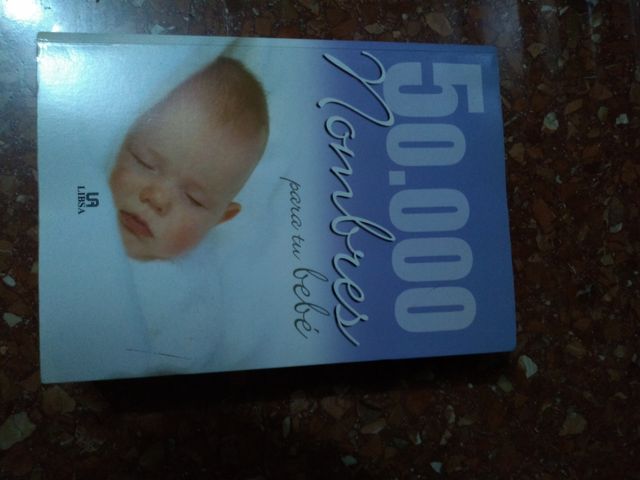 50.000
Nombres
para tu bebé
LIBSA